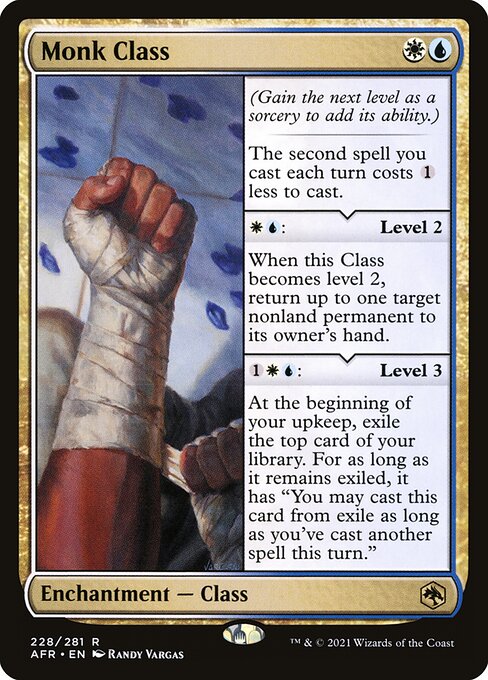 Monk Class
(Gain the next level as a
sorcery to add its ability.)
The second spell you
cast each turn costs 1
less to cast.
: Level 2
When this Class
becomes level 2,
return up to one target
nonland permanent to
its owner's hand.
1 : Level 3
At the beginning of
your upkeep, exile
the top card of your
library. For as long
as it remains exiled, it
has “You may cast this
card from exile as long
as you've cast another
spell this turn.”
Enchantment — Class
228/281 R
AFR • EN RANDY VARGAS
™ & © 2021 Wizards of the Coast